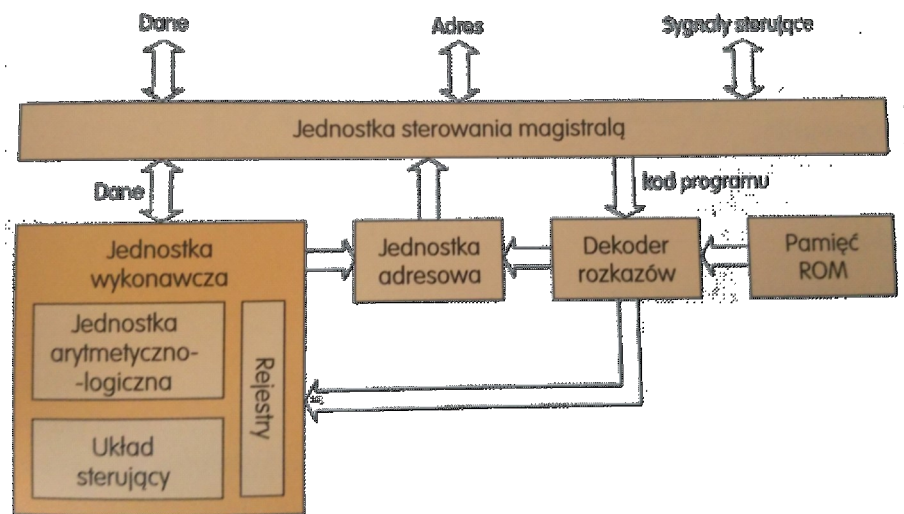 Dane
Adres
Sygnały sterujące
Jednostka sterowania magistralą
Dane
kod programu
Jednostka
wykonawcza
Jednostka
adresowa
Dekoder
rozkazów
Pamięć
ROM
Jednostka
arytmetyczno-
-logiczna
Rejestry
Układ
sterujący